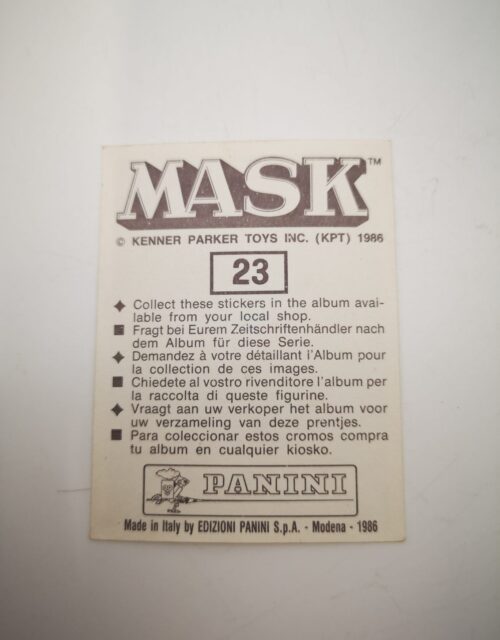 MASK™
© KENNER PARKER TOYS INC. (KPT) 1986
23
✦ Collect these stickers in the album avai-
lable from your local shop.
■ Fragt bei Eurem Zeitschriftenhändler nach
dem Album für diese Serie.
✦ Demandez à votre détaillant i'Album pour
la collection de ces images.
■ Chiedete al vostro rivenditore l'album per
la raccolta di queste figurine.
✦ Vraagt aan uw verkoper het album voor
uw verzameling van deze prentjes.
■ Para coleccionar estos cromos compra
tu album en cualquier kiosko.
PANINI
Made in Italy by EDIZIONI PANINI S.p.A. - Modena - 1986